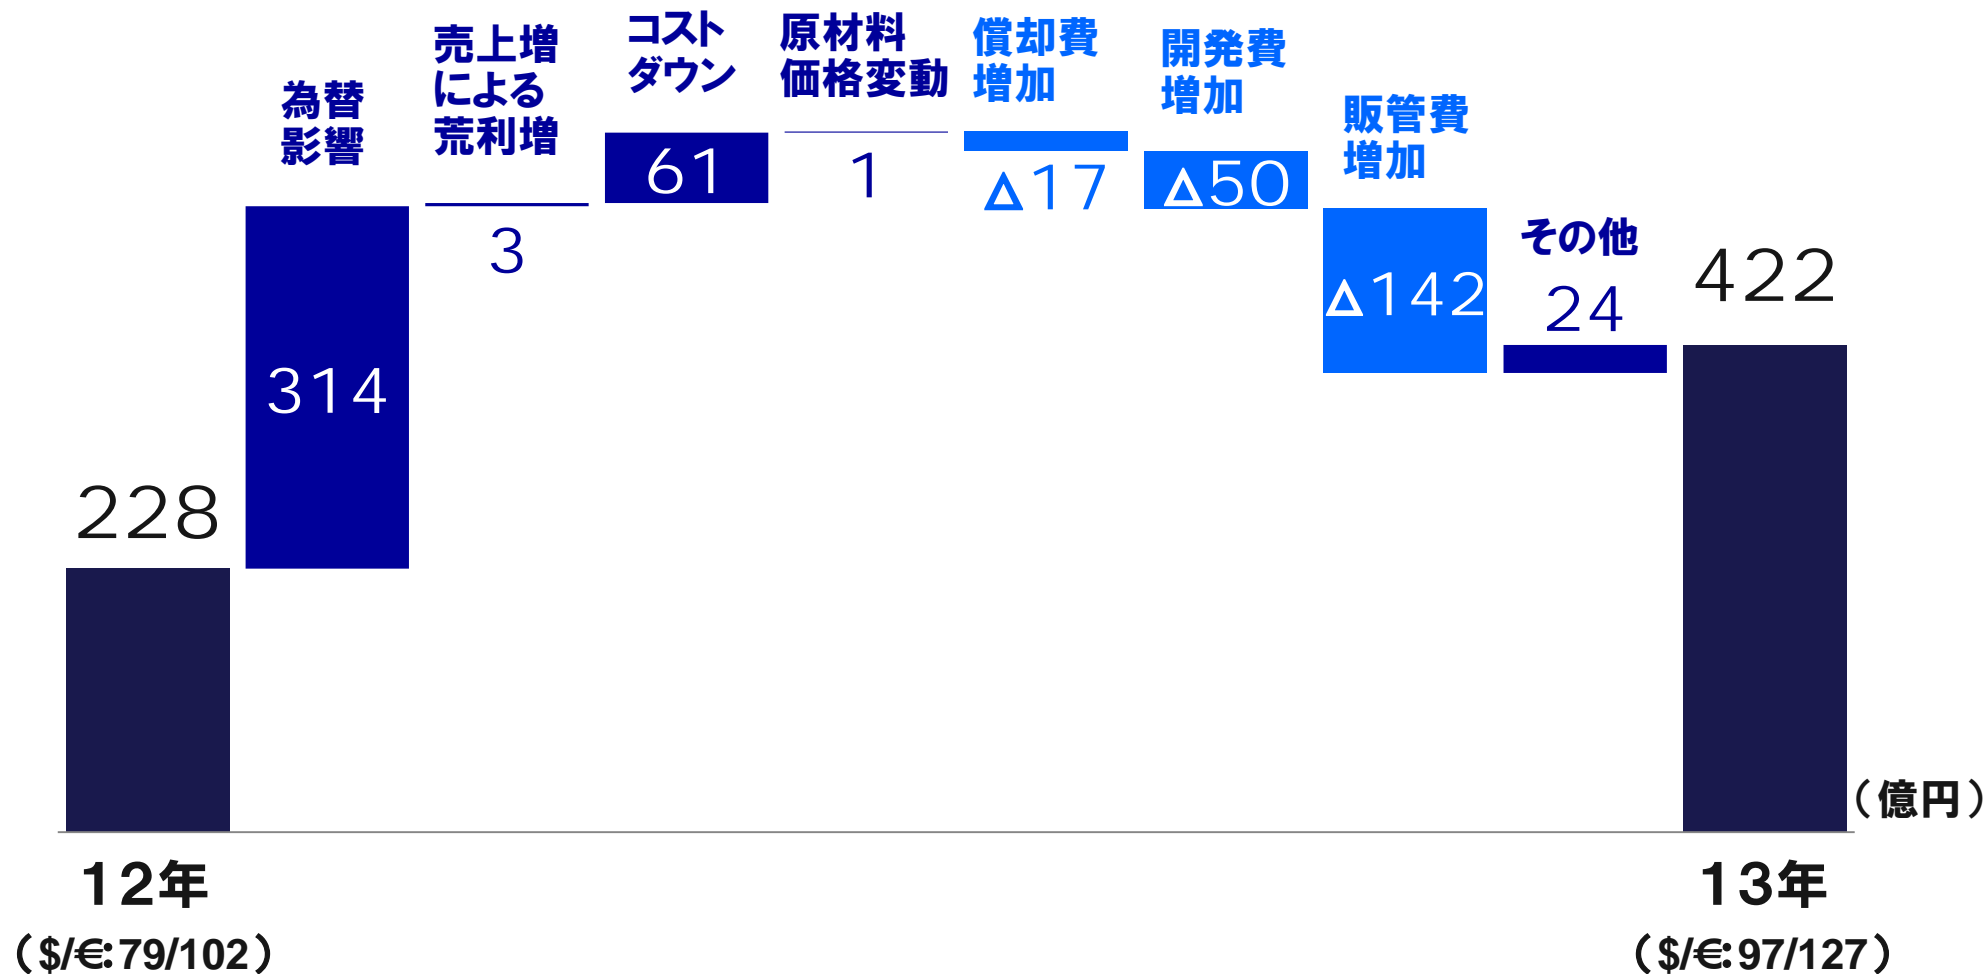 為替
影響
売上増
による
荒利増
コスト
ダウン
原材料
価格変動
償却費
増加
開発費
増加
販管費
増加
その他
228
314
3
61
1
△17
△50
△142
24
422
（億円）
12年
（$/€:79/102）
13年
（$/€:97/127）